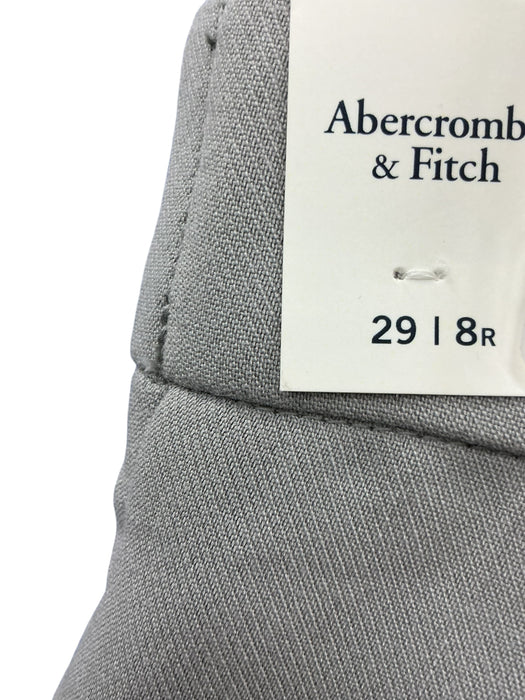 Abercromb
& Fitch
29 | 8R